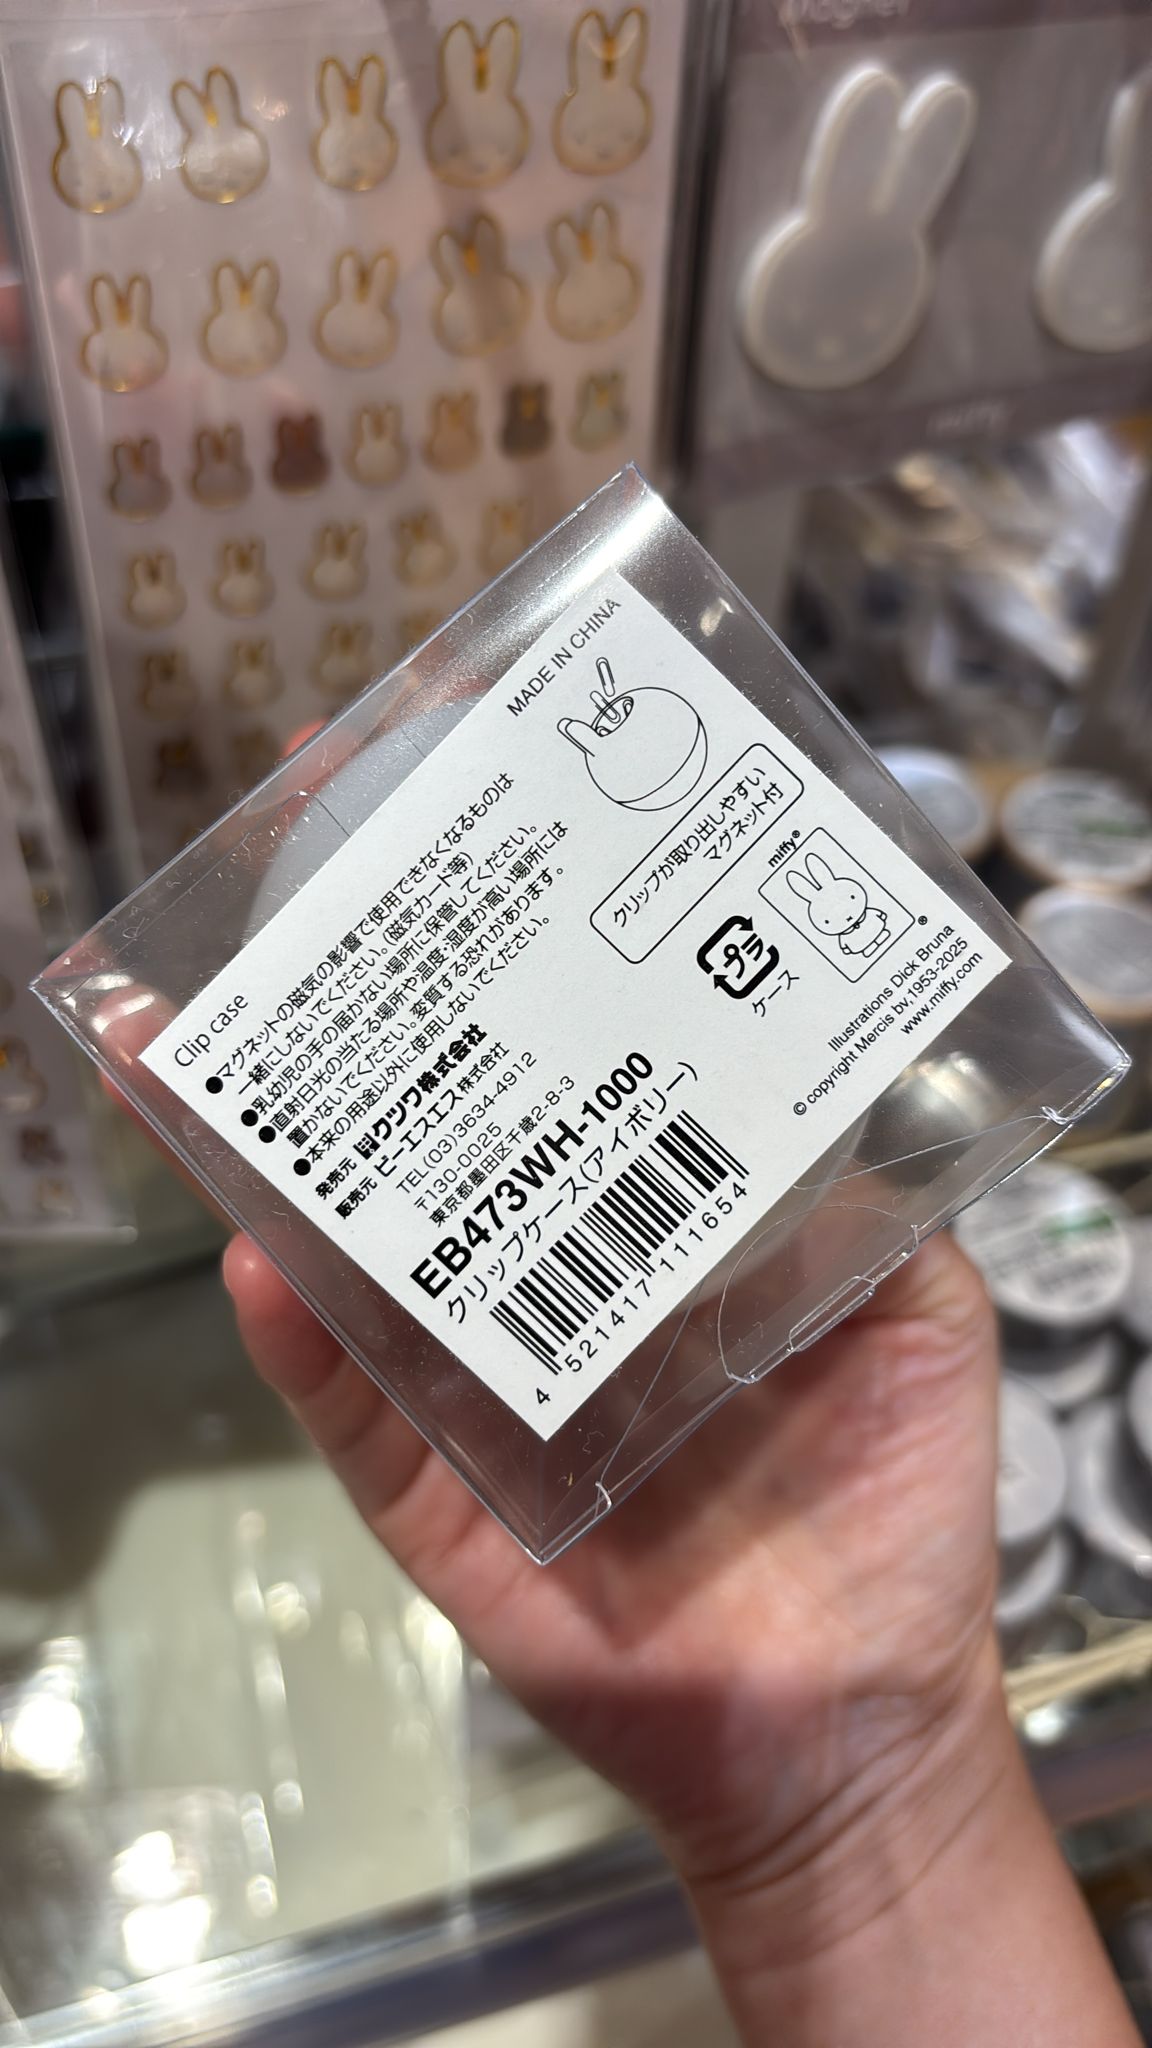 MADE IN CHINA
Clip case
●マグネットの磁気の影響で使用できなくなるものは
一緒にしないでください。(磁気カード等)
●乳幼児の手の届かない場所に保管してください。
●直射日光の当たる場所や温度・湿度が高い場所には
置かないでください。変質する恐れがあります。
●本来の用途以外に使用しないでください。
発売元 クツワ株式会社
販売元 ビーエスエス株式会社
TEL(03)3634-4912
〒130-0025
東京都墨田区千歳2-8-3
EB473WH-1000
クリップケース(アイボリー)
4 521417 111654
クリップが取り出しやすい
マグネット付
プラ
ケース
miffy®
®
Illustrations Dick Bruna
© copyright Mercis bv,1953-2025
www.miffy.com
magnet
miffy